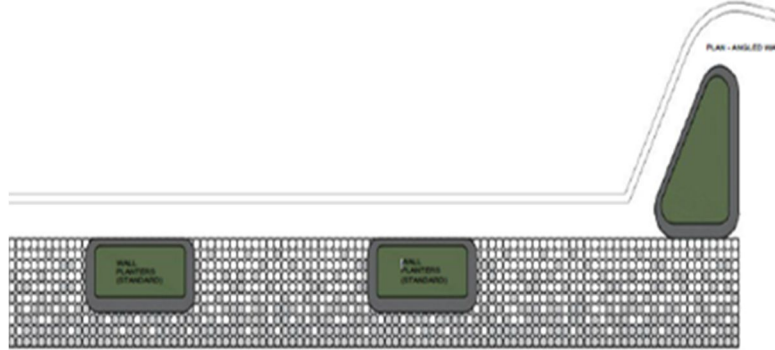 PLAN - ANGLED WA
WALL
PLANTERS
(STANDARD)
WALL
PLANTERS
(STANDARD)